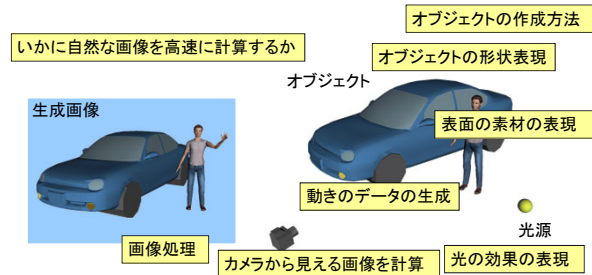 オブジェクトの作成方法
いかに自然な画像を高速に計算するか
オブジェクトの形状表現
オブジェクト
生成画像
表面の素材の表現
動きのデータの生成
光源
画像処理
カメラから見える画像を計算
光の効果の表現